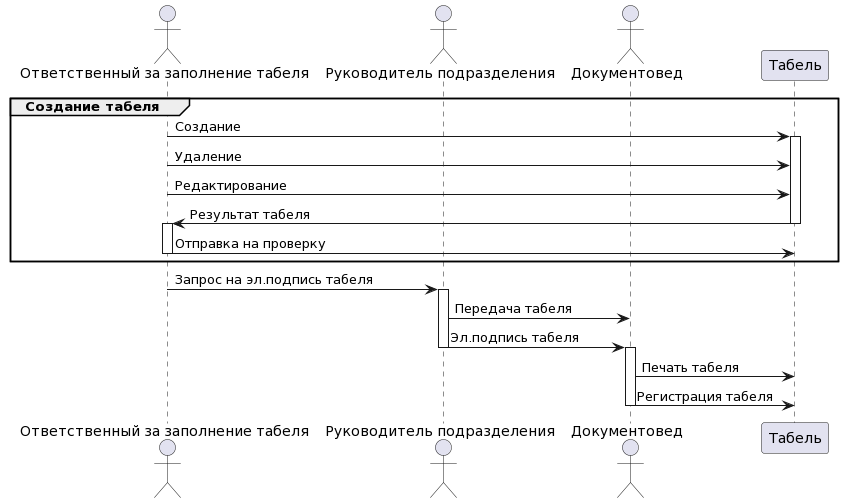 Ответственный за заполнение табеля Руководитель подразделения Документовед Табель
Создание табеля
Создание
Удаление
Редактирование
Результат табеля
Отправка на проверку
Запрос на эл.подпись табеля
Передача табеля
Эл.подпись табеля
Печать табеля
Регистрация табеля
Ответственный за заполнение табеля Руководитель подразделения Документовед Табель